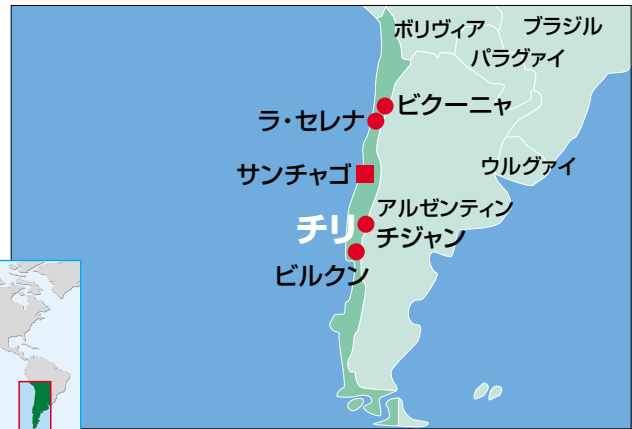 ボリヴィア
ブラジル
パラグァイ
ビクーニャ
ラ・セレナ
ウルグァイ
サンチャゴ
アルゼンティン
チリ
チジャン
ビルクン